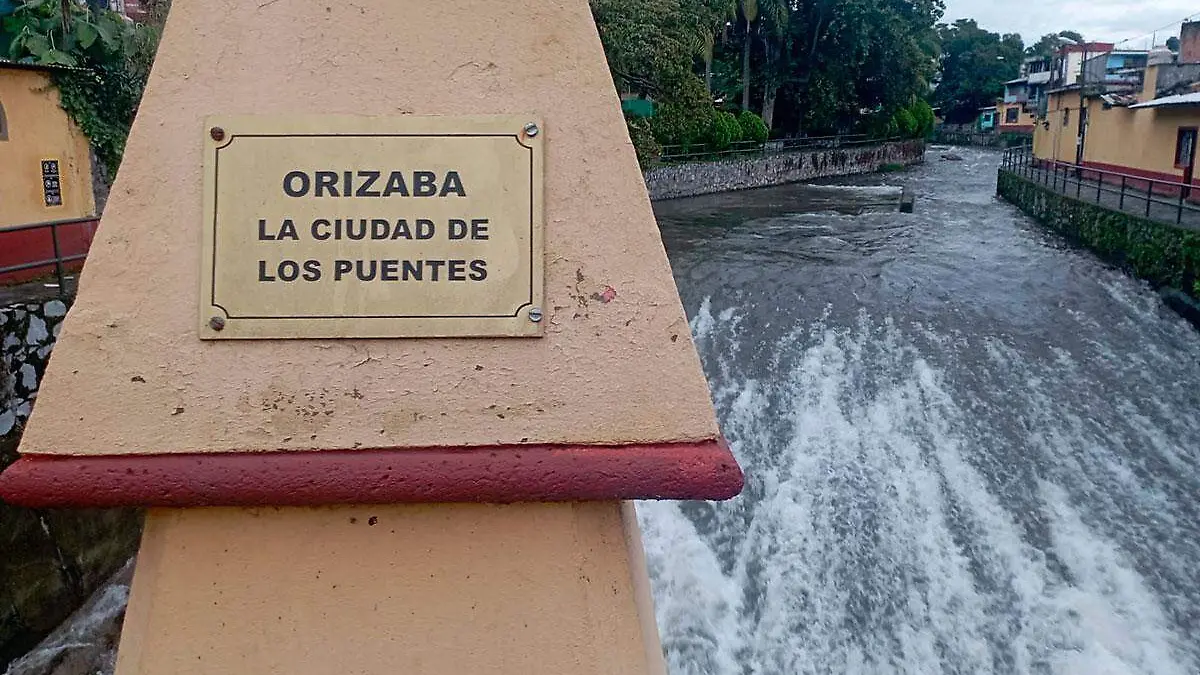 ORIZABA
LA CIUDAD DE
LOS PUENTES